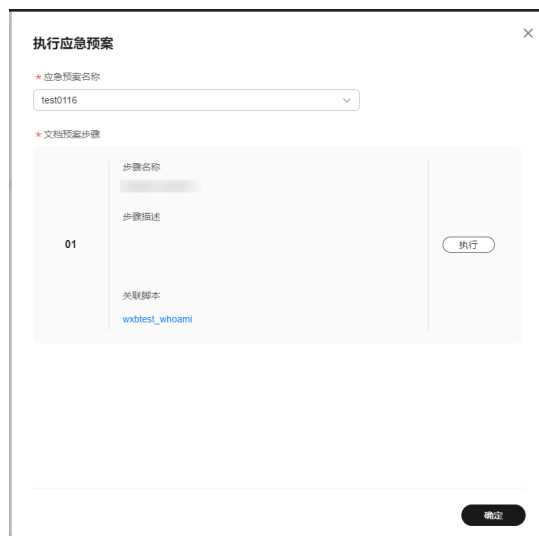 执行应急预案
* 应急预案名称
test0116
* 文档预案步骤
步骤名称
步骤描述
01
执行
关联脚本
wxbtest_whoami
确定